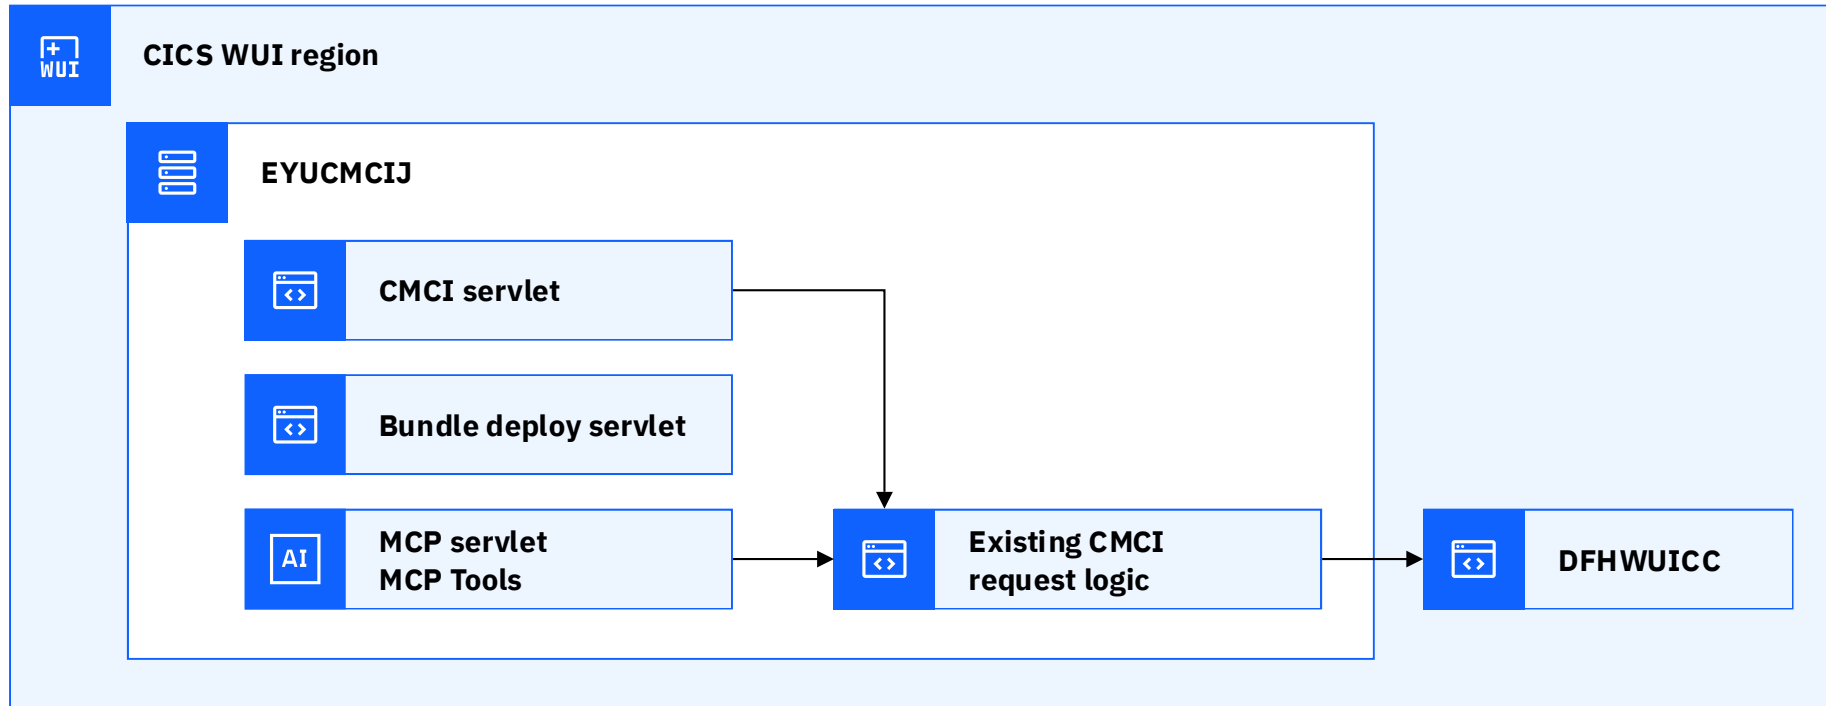 WUI
CICS WUI region
EYUCMCIJ
CMCI servlet
Bundle deploy servlet
AI
MCP servlet
MCP Tools
Existing CMCI
request logic
DFHWUICC